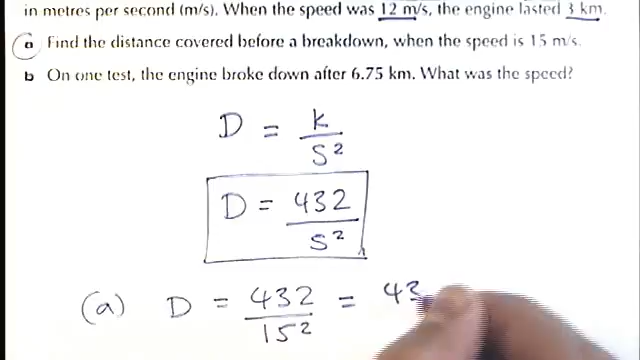 in metres per second (m/s). When the speed was 12 m/s, the engine lasted 3 km.
a Find the distance covered before a breakdown, when the speed is 15 m/s.
b On one test, the engine broke down after 6.75 km. What was the speed?
D = k / S²
D = 432 / S²
(a) D = 432 / 15² = 43